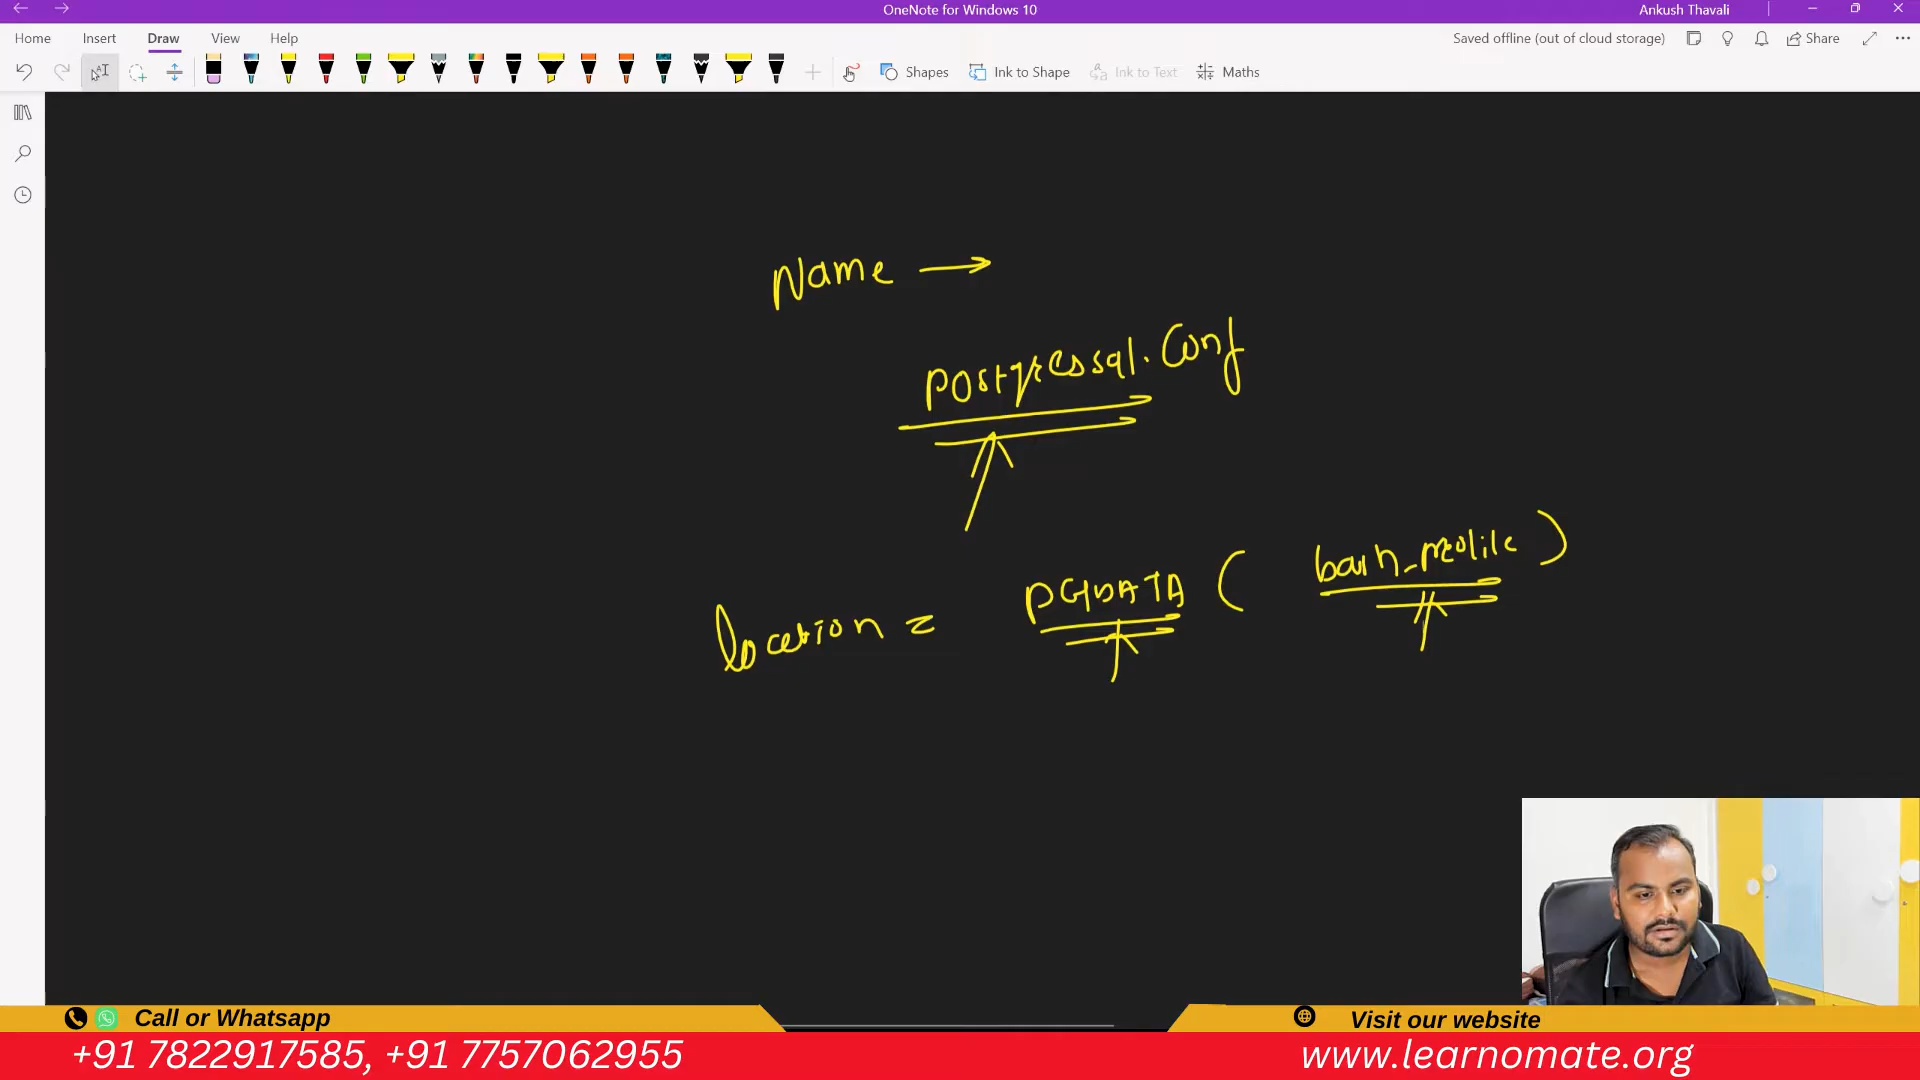 OneNote for Windows 10
Ankush Thavali
Home Insert Draw View Help
Saved offline (out of cloud storage)
Share
Shapes
Ink to Shape
Ink to Text
Maths
Name →
postgressql.conf
location = PGDATA (bash_profile)
Call or Whatsapp
Visit our website
+91 7822917585, +91 7757062955
www.learnomate.org